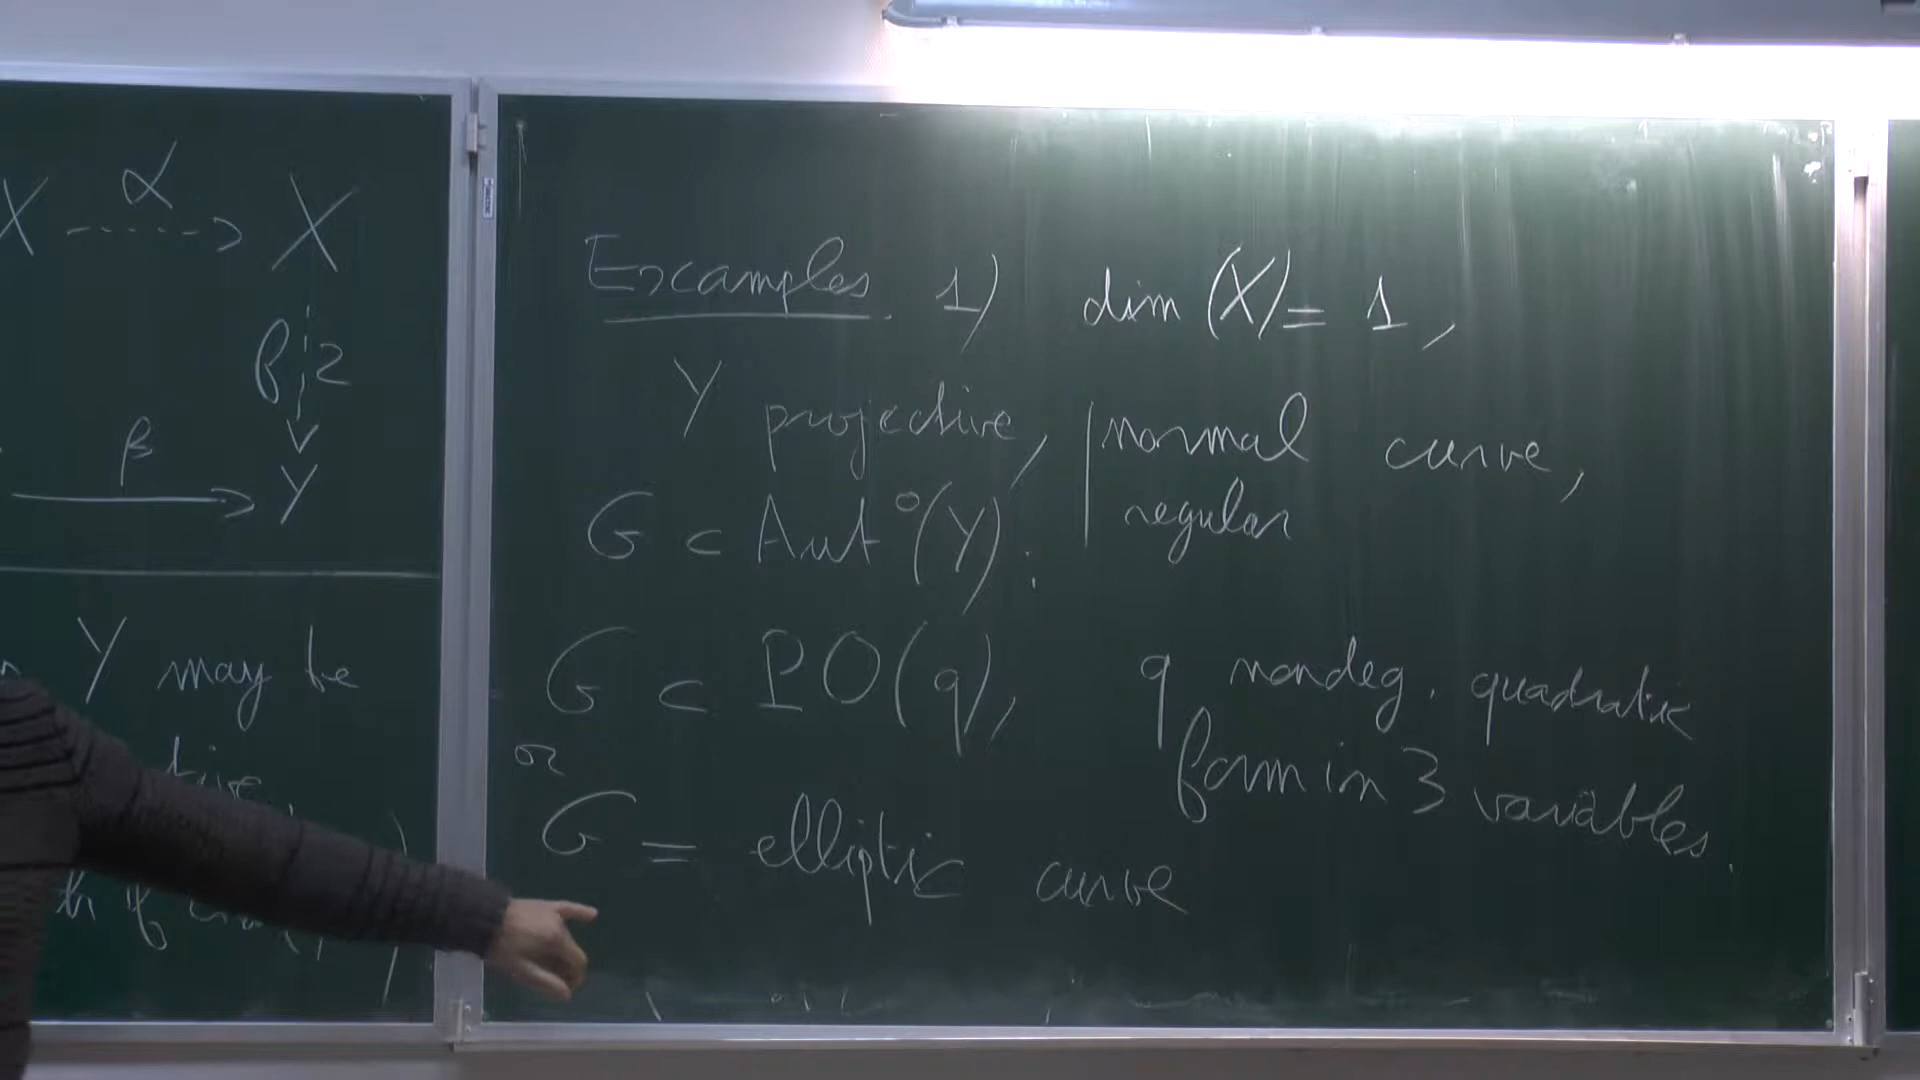 X ⇢ X
α
β ≀
β
→ Y
Y may be
Examples. 1) dim (X) = 1,
Y projective, | normal curve,
regular
G ⊂ Aut°(Y):
G ⊂ PO(q), q nondeg. quadratic
form in 3 variables.
or
G = elliptic curve